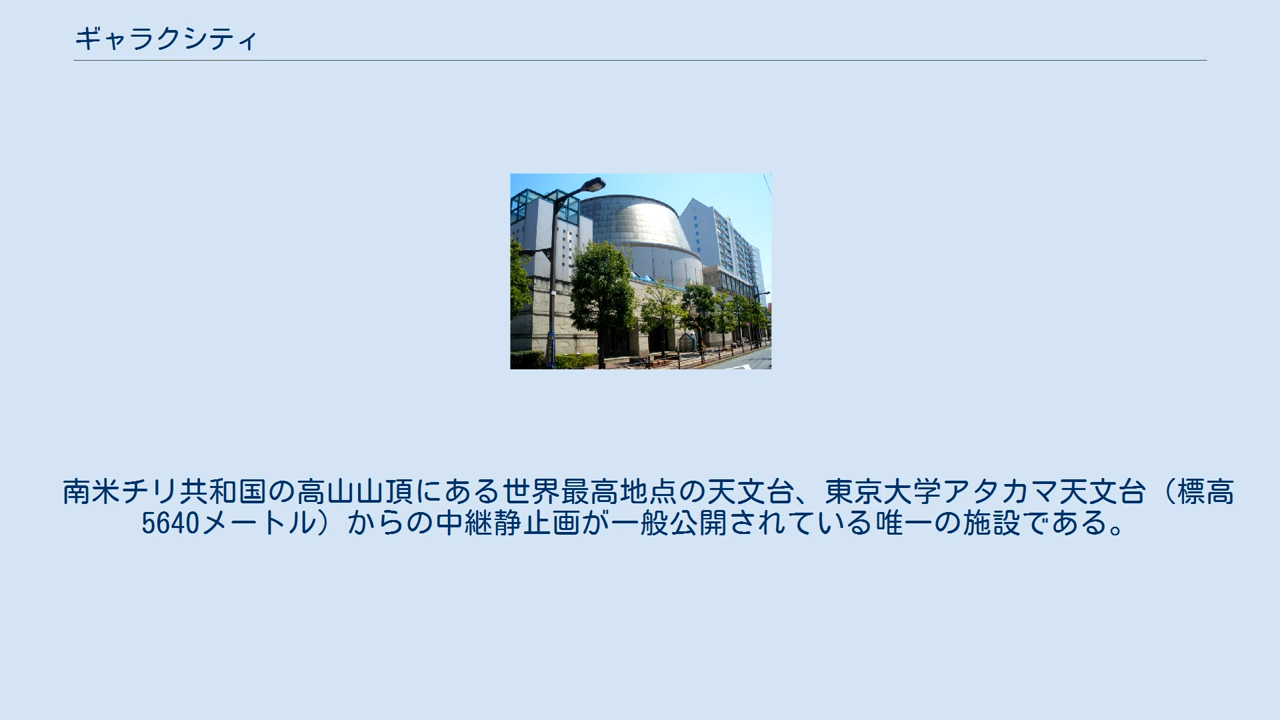 ギャラクシティ
南米チリ共和国の高山山頂にある世界最高地点の天文台、東京大学アタカマ天文台（標高
5640メートル）からの中継静止画が一般公開されている唯一の施設である。